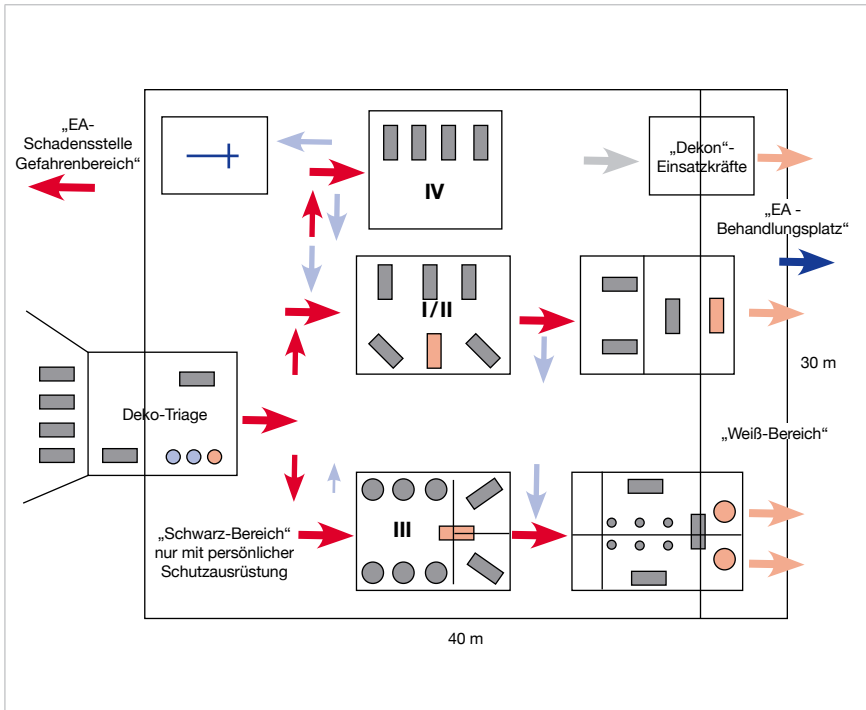 „EA-
Schadensstelle
Gefahrenbereich“
IV
„Dekon“-
Einsatzkräfte
„EA -
Behandlungsplatz“
I/II
30 m
Deko-Triage
„Weiß-Bereich“
„Schwarz-Bereich“
nur mit persönlicher
Schutzausrüstung
III
40 m